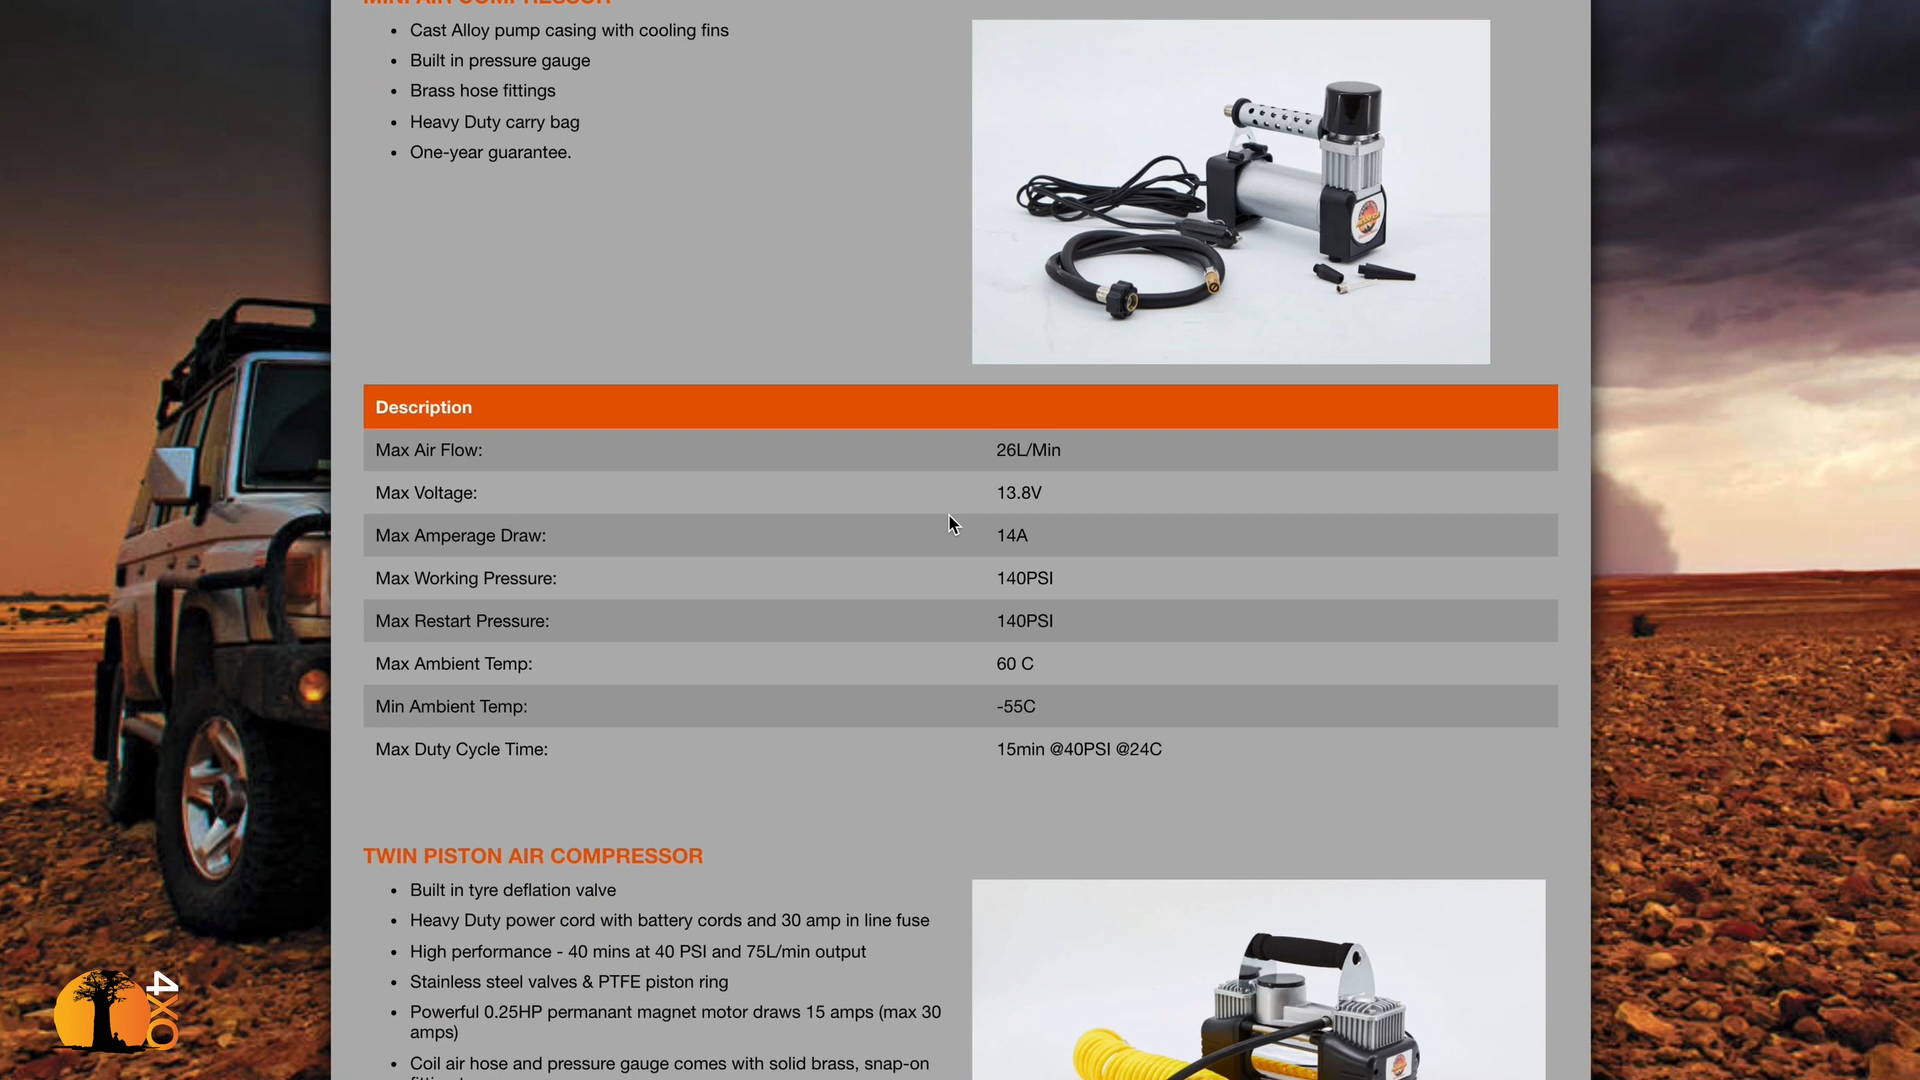 MINI AIR COMPRESSOR
Cast Alloy pump casing with cooling fins
Built in pressure gauge
Brass hose fittings
Heavy Duty carry bag
One-year guarantee.
Description
Max Air Flow: 26L/Min
Max Voltage: 13.8V
Max Amperage Draw: 14A
Max Working Pressure: 140PSI
Max Restart Pressure: 140PSI
Max Ambient Temp: 60 C
Min Ambient Temp: -55C
Max Duty Cycle Time: 15min @40PSI @24C
TWIN PISTON AIR COMPRESSOR
Built in tyre deflation valve
Heavy Duty power cord with battery cords and 30 amp in line fuse
High performance - 40 mins at 40 PSI and 75L/min output
Stainless steel valves & PTFE piston ring
Powerful 0.25HP permanant magnet motor draws 15 amps (max 30
amps)
Coil air hose and pressure gauge comes with solid brass, snap-on
4XO